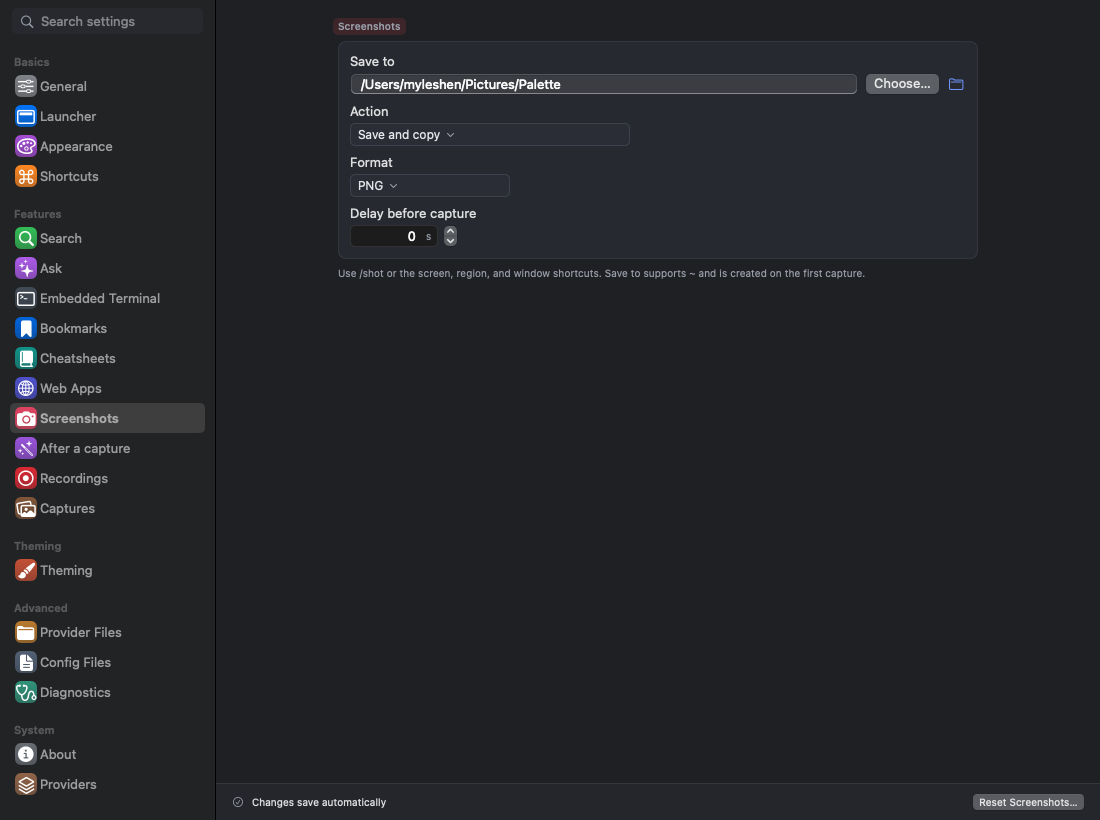 Search settings
Basics
General
Launcher
Appearance
Shortcuts
Features
Search
Ask
Embedded Terminal
Bookmarks
Cheatsheets
Web Apps
Screenshots
After a capture
Recordings
Captures
Theming
Theming
Advanced
Provider Files
Config Files
Diagnostics
System
About
Providers
Screenshots
Save to
/Users/myleshen/Pictures/Palette Choose...
Action
Save and copy
Format
PNG
Delay before capture
0 s
Use /shot or the screen, region, and window shortcuts. Save to supports ~ and is created on the first capture.
Changes save automatically Reset Screenshots...